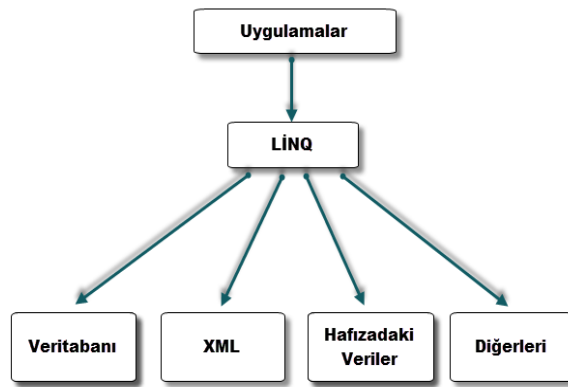 Uygulamalar
LİNQ
Veritabanı
XML
Hafızadaki
Veriler
Diğerleri